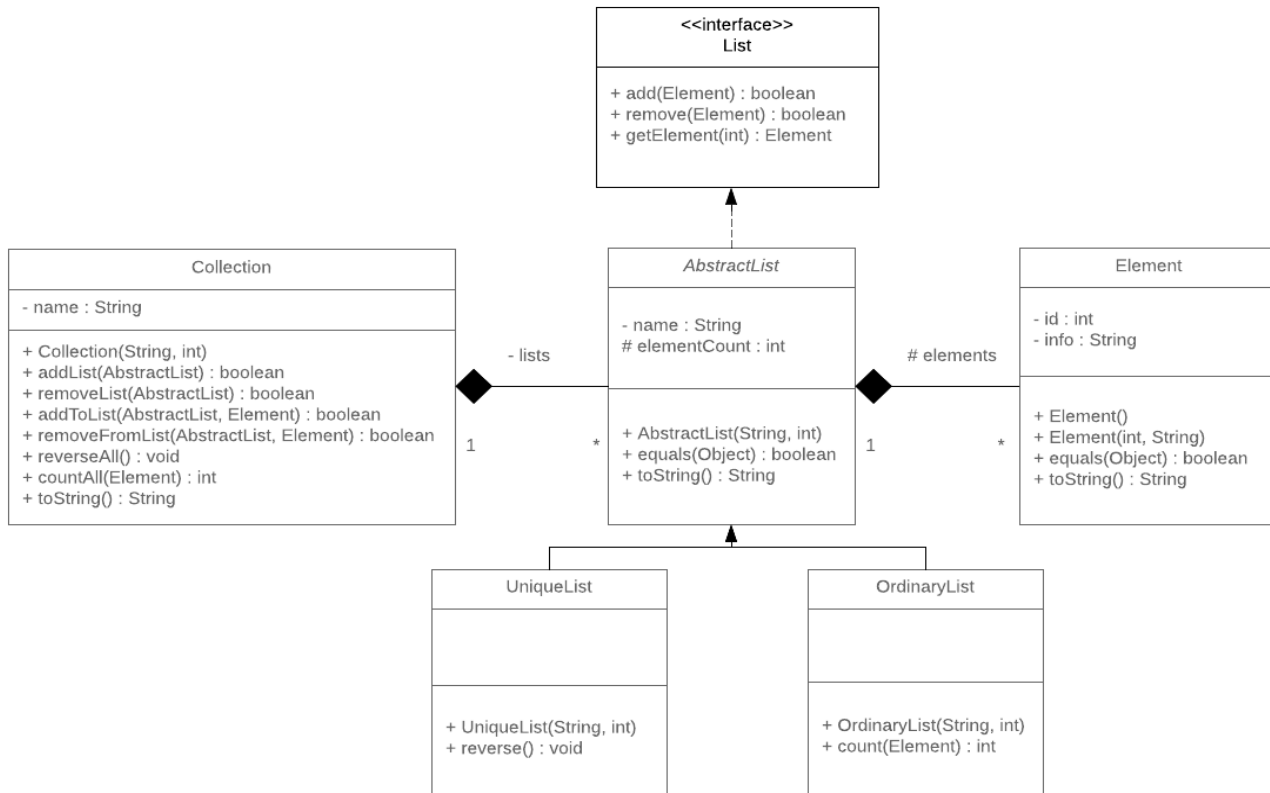 <<interface>>
List
+ add(Element) : boolean
+ remove(Element) : boolean
+ getElement(int) : Element
Collection
- name : String
+ Collection(String, int)
+ addList(AbstractList) : boolean
+ removeList(AbstractList) : boolean
+ addToList(AbstractList, Element) : boolean
+ removeFromList(AbstractList, Element) : boolean
+ reverseAll() : void
+ countAll(Element) : int
+ toString() : String
- lists
1
*
AbstractList
- name : String
# elementCount : int
+ AbstractList(String, int)
+ equals(Object) : boolean
+ toString() : String
# elements
1
*
Element
- id : int
- info : String
+ Element()
+ Element(int, String)
+ equals(Object) : boolean
+ toString() : String
UniqueList
+ UniqueList(String, int)
+ reverse() : void
OrdinaryList
+ OrdinaryList(String, int)
+ count(Element) : int